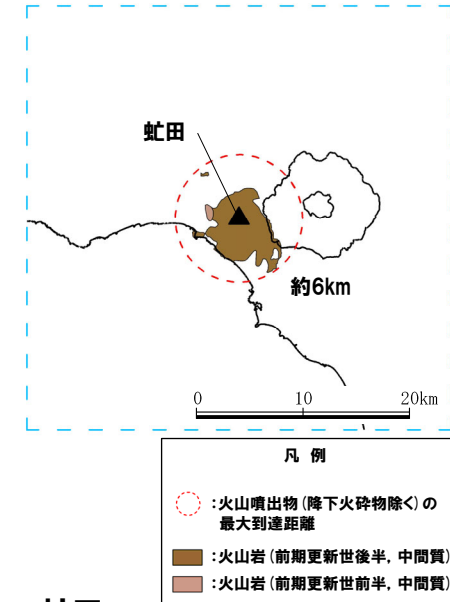 虻田
約6km
0 10 20km
凡 例
:火山噴出物(降下火砕物除く)の
最大到達距離
:火山岩(前期更新世後半, 中間質)
:火山岩(前期更新世前半, 中間質)